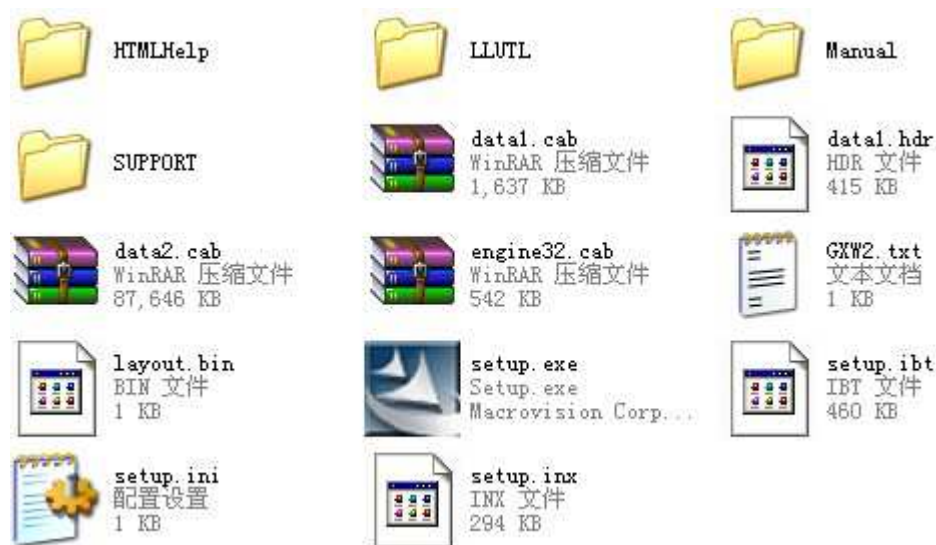 HTMLHelp
LLUTL
Manual
SUPPORT
data1.cab
WinRAR 压缩文件
1,637 KB
data1.hdr
HDR 文件
415 KB
data2.cab
WinRAR 压缩文件
87,646 KB
engine32.cab
WinRAR 压缩文件
542 KB
GXW2.txt
文本文档
1 KB
layout.bin
BIN 文件
1 KB
setup.exe
Setup.exe
Macrovision Corp...
setup.ibt
IBT 文件
460 KB
setup.ini
配置设置
1 KB
setup.inx
INX 文件
294 KB